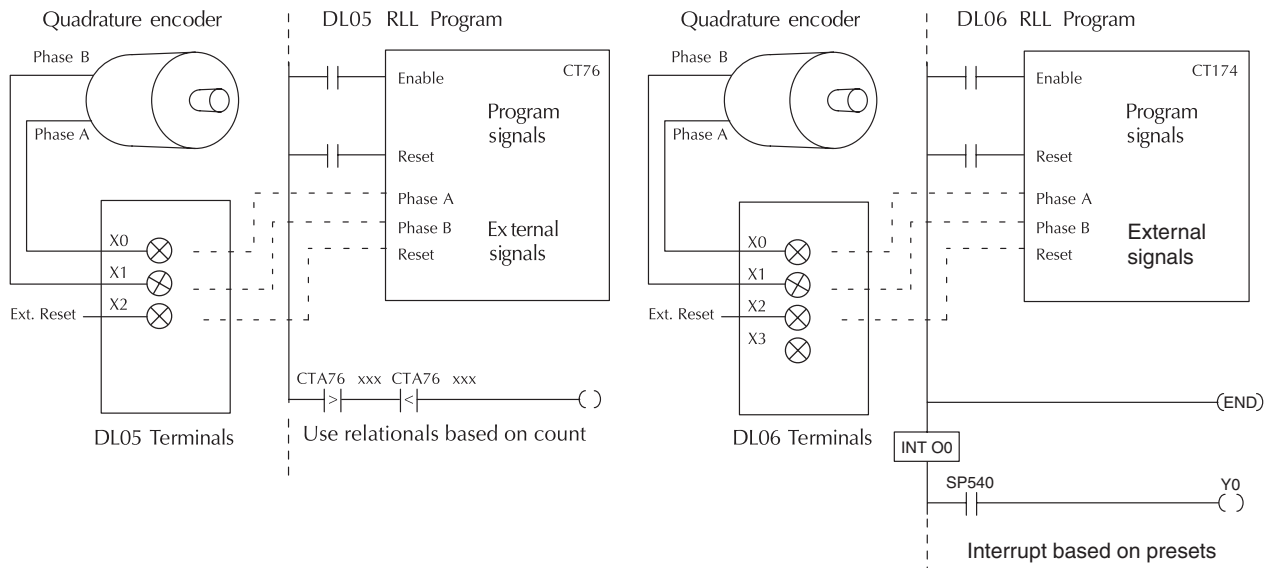 Quadrature encoder
DL05 RLL Program
Phase B
Phase A
CT76
Enable
Program
signals
Reset
Phase A
Phase B
Reset
External
signals
X0
X1
X2
Ext. Reset
DL05 Terminals
CTA76 xxx CTA76 xxx
> <
Use relationals based on count
Quadrature encoder
DL06 RLL Program
Phase B
Phase A
CT174
Enable
Program
signals
Reset
Phase A
Phase B
Reset
External
signals
X0
X1
X2
X3
Ext. Reset
DL06 Terminals
(END)
INT O0
SP540
Y0
Interrupt based on presets